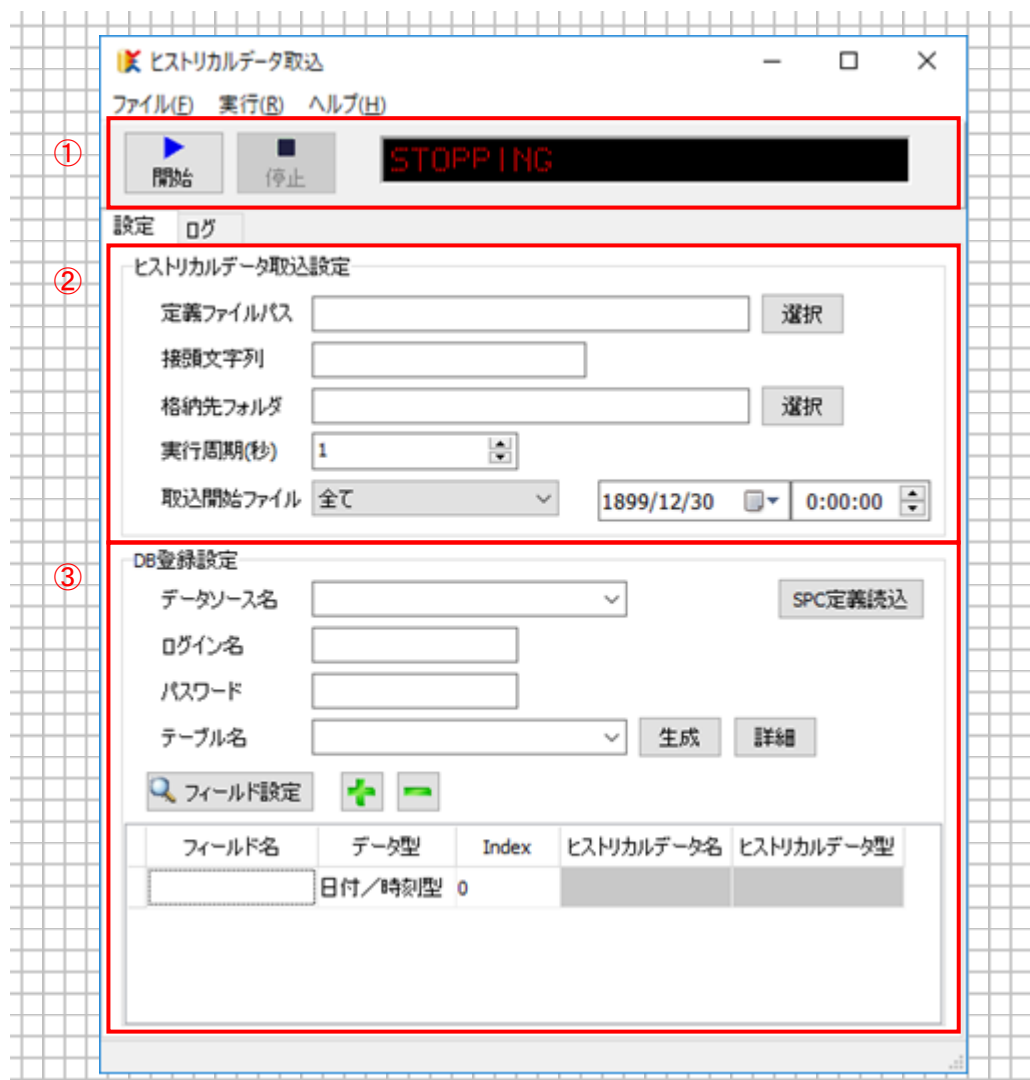 ヒストリカルデータ取込
ファイル(F) 実行(R) ヘルプ(H)
①
開始 停止 STOPPING
設定 ログ
②
ヒストリカルデータ取込設定
定義ファイルパス 選択
接頭文字列
格納先フォルダ 選択
実行周期(秒) 1
取込開始ファイル 全て 1899/12/30 0:00:00
③
DB登録設定
データソース名 SPC定義読込
ログイン名
パスワード
テーブル名 生成 詳細
フィールド設定
フィールド名 データ型 Index ヒストリカルデータ名 ヒストリカルデータ型
日付/時刻型 0